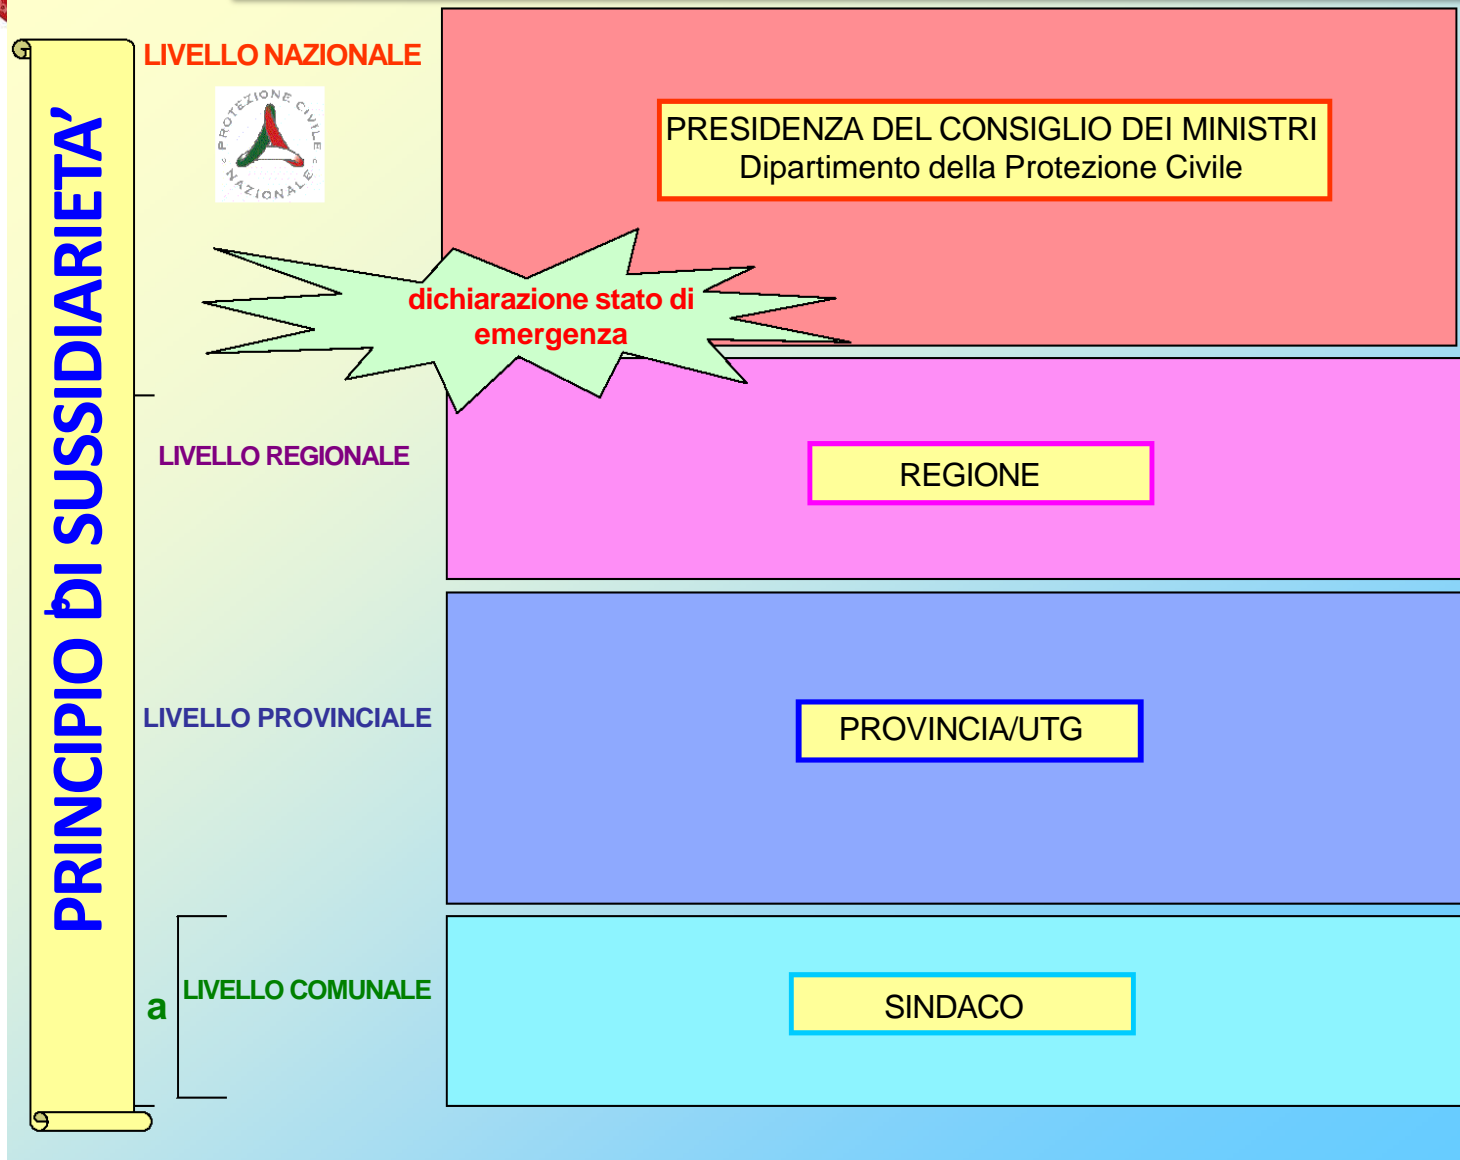 PRINCIPIO DI SUSSIDIARIETA’
b
LIVELLO NAZIONALE
PROTEZIONE CIVILE
NAZIONALE
PRESIDENZA DEL CONSIGLIO DEI MINISTRI
Dipartimento della Protezione Civile
dichiarazione stato di
emergenza
LIVELLO REGIONALE
REGIONE
LIVELLO PROVINCIALE
PROVINCIA/UTG
a
LIVELLO COMUNALE
SINDACO